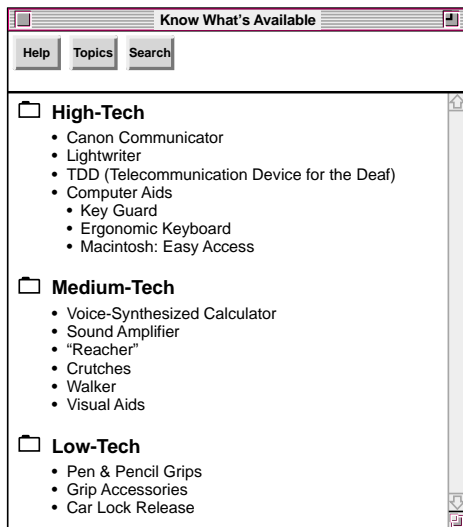 Know What's Available
Help Topics Search
High-Tech
• Canon Communicator
• Lightwriter
• TDD (Telecommunication Device for the Deaf)
• Computer Aids
• Key Guard
• Ergonomic Keyboard
• Macintosh: Easy Access
Medium-Tech
• Voice-Synthesized Calculator
• Sound Amplifier
• “Reacher”
• Crutches
• Walker
• Visual Aids
Low-Tech
• Pen & Pencil Grips
• Grip Accessories
• Car Lock Release